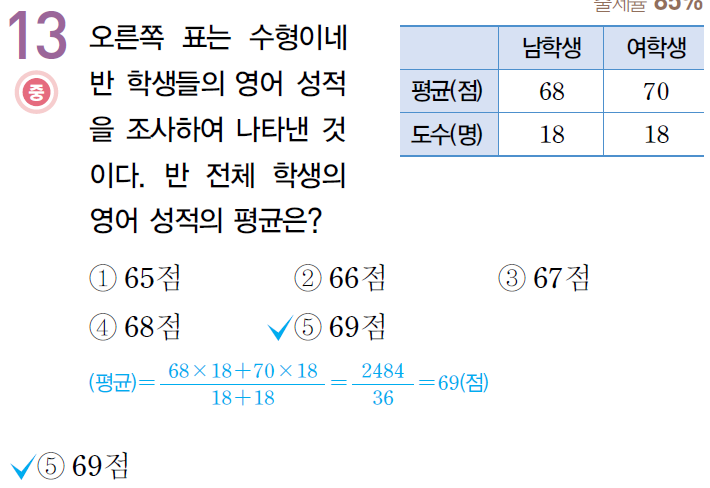 출제율 85%
13
중
오른쪽 표는 수형이네
반 학생들의 영어 성적
을 조사하여 나타낸 것
이다. 반 전체 학생의
영어 성적의 평균은?
남학생 여학생
평균(점) 68 70
도수(명) 18 18
① 65점 ② 66점 ③ 67점
④ 68점 ⑤ 69점
(평균)= 68×18+70×18 / 18+18 = 2484 / 36 =69(점)
⑤ 69점